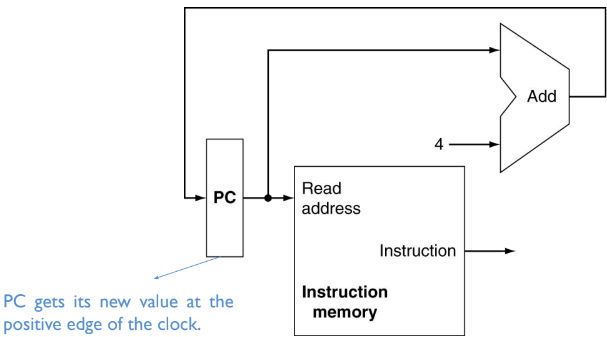 Add
4
PC
Read
address
Instruction
Instruction
memory
PC gets its new value at the
positive edge of the clock.